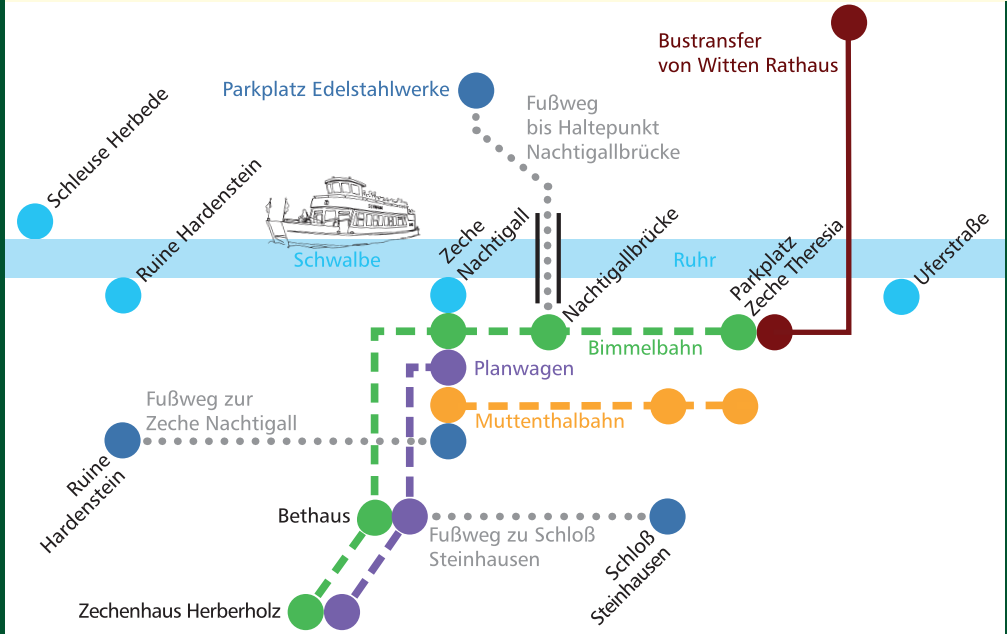 Bustransfer
von Witten Rathaus
Parkplatz Edelstahlwerke
Fußweg
bis Haltepunkt
Nachtigallbrücke
Schleuse Herbede
Ruine Hardenstein
Schwalbe
Zeche
Nachtigall
Nachtigallbrücke
Ruhr
Parkplatz
Zeche Theresia
Uferstraße
Bimmelbahn
Planwagen
Muttenthalbahn
Fußweg zur
Zeche Nachtigall
Ruine
Hardenstein
Bethaus
Fußweg zu Schloß
Steinhausen
Schloß
Steinhausen
Zechenhaus Herberholz